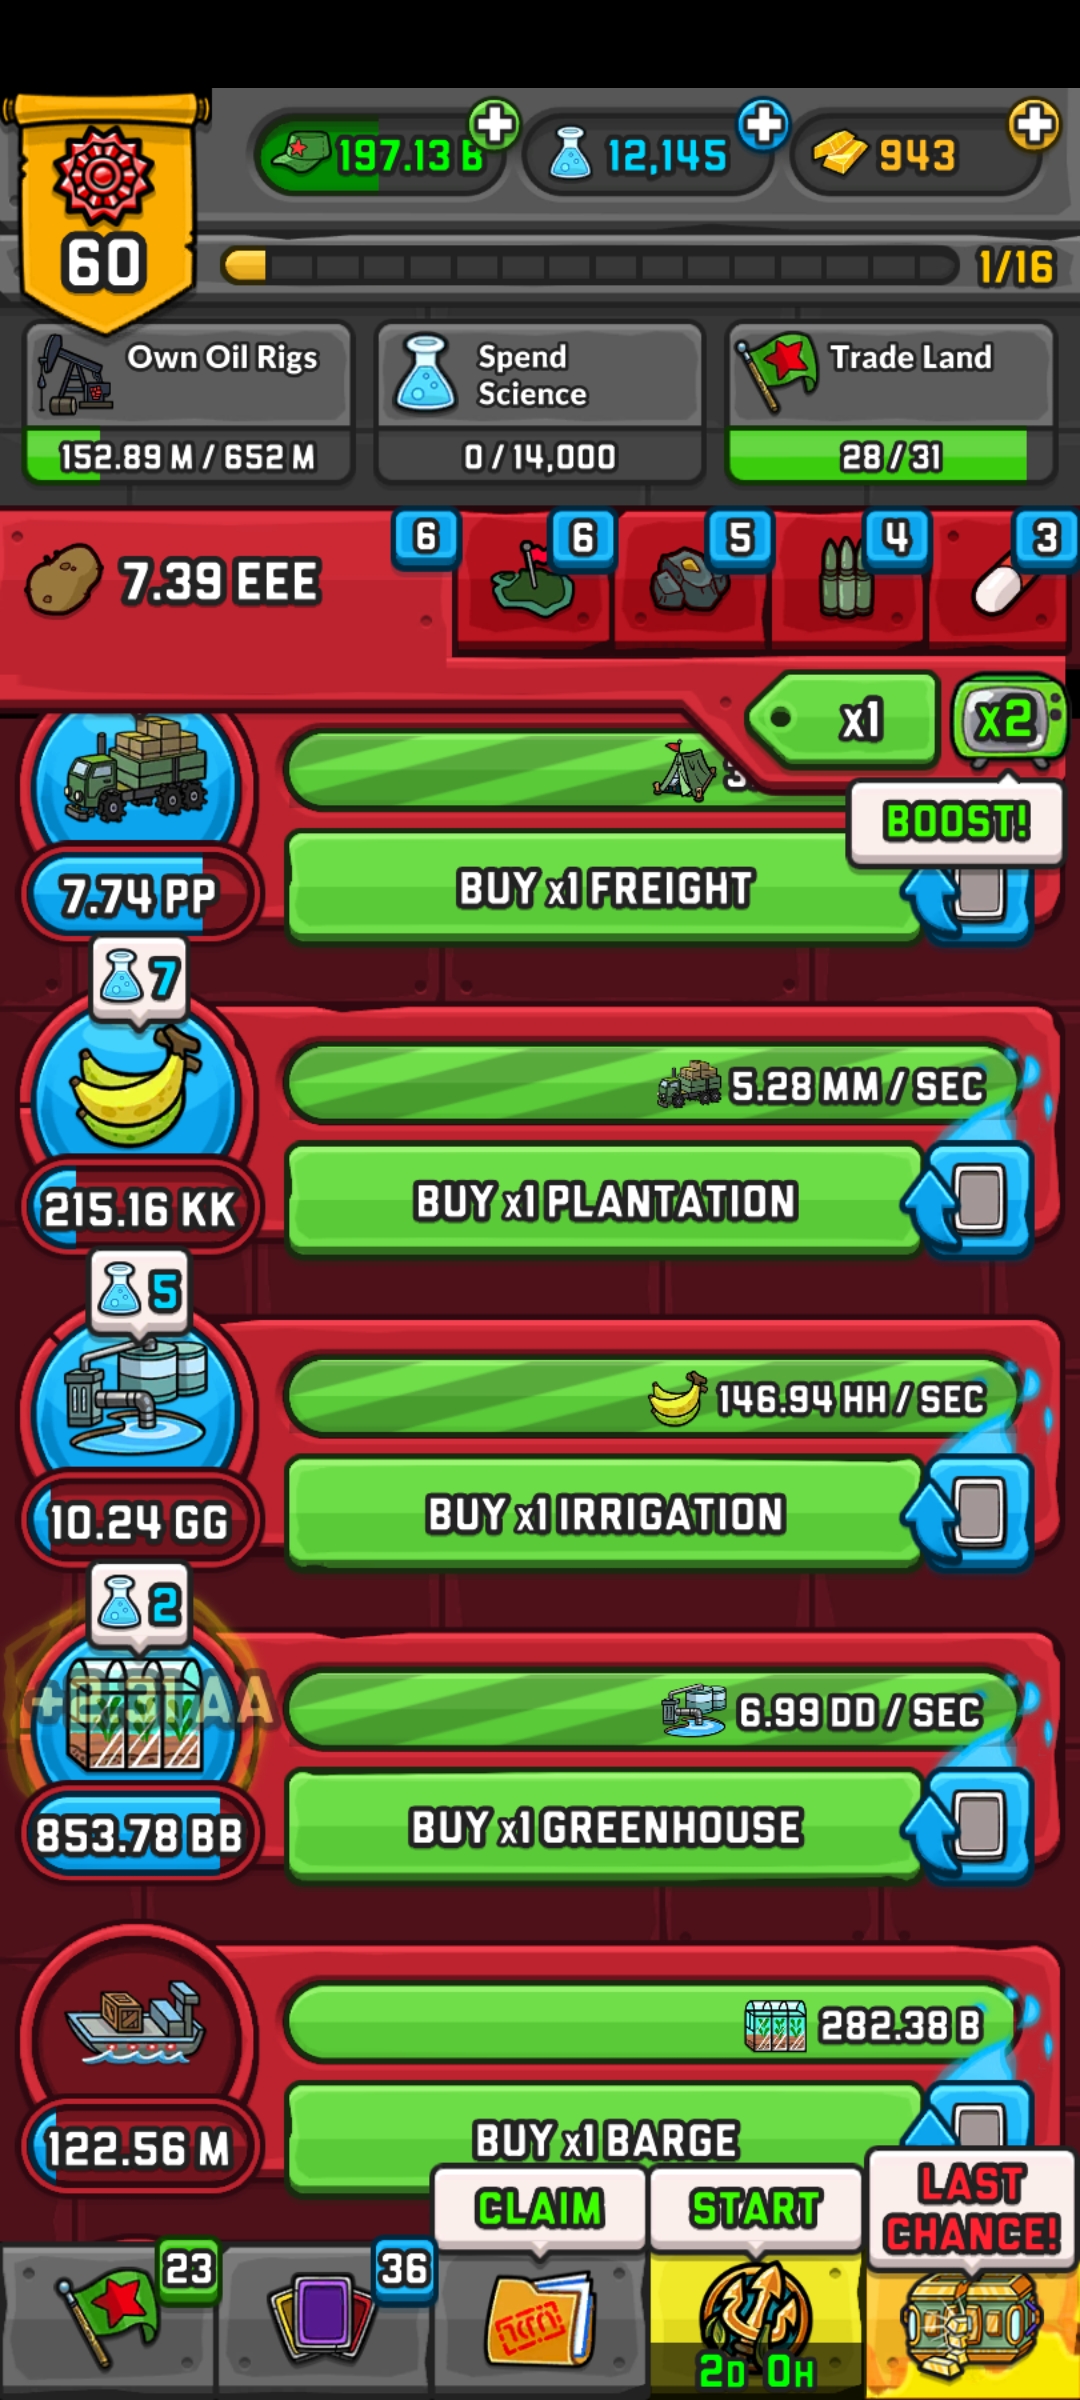 197.13 B
12,145
943
60
1/16
Own Oil Rigs
Spend
Science
Trade Land
152.89 M / 652 M
0 / 14,000
28 / 31
7.39 EEE
6
6
5
4
3
x1
x2
BOOST!
7.74 PP
BUY x1 FREIGHT
7
5.28 MM / SEC
215.16 KK
BUY x1 PLANTATION
5
146.94 HH / SEC
10.24 GG
BUY x1 IRRIGATION
2
6.99 DD / SEC
853.78 BB
BUY x1 GREENHOUSE
282.38 B
122.56 M
BUY x1 BARGE
CLAIM
START
LAST
CHANCE!
23
36
2D 0H